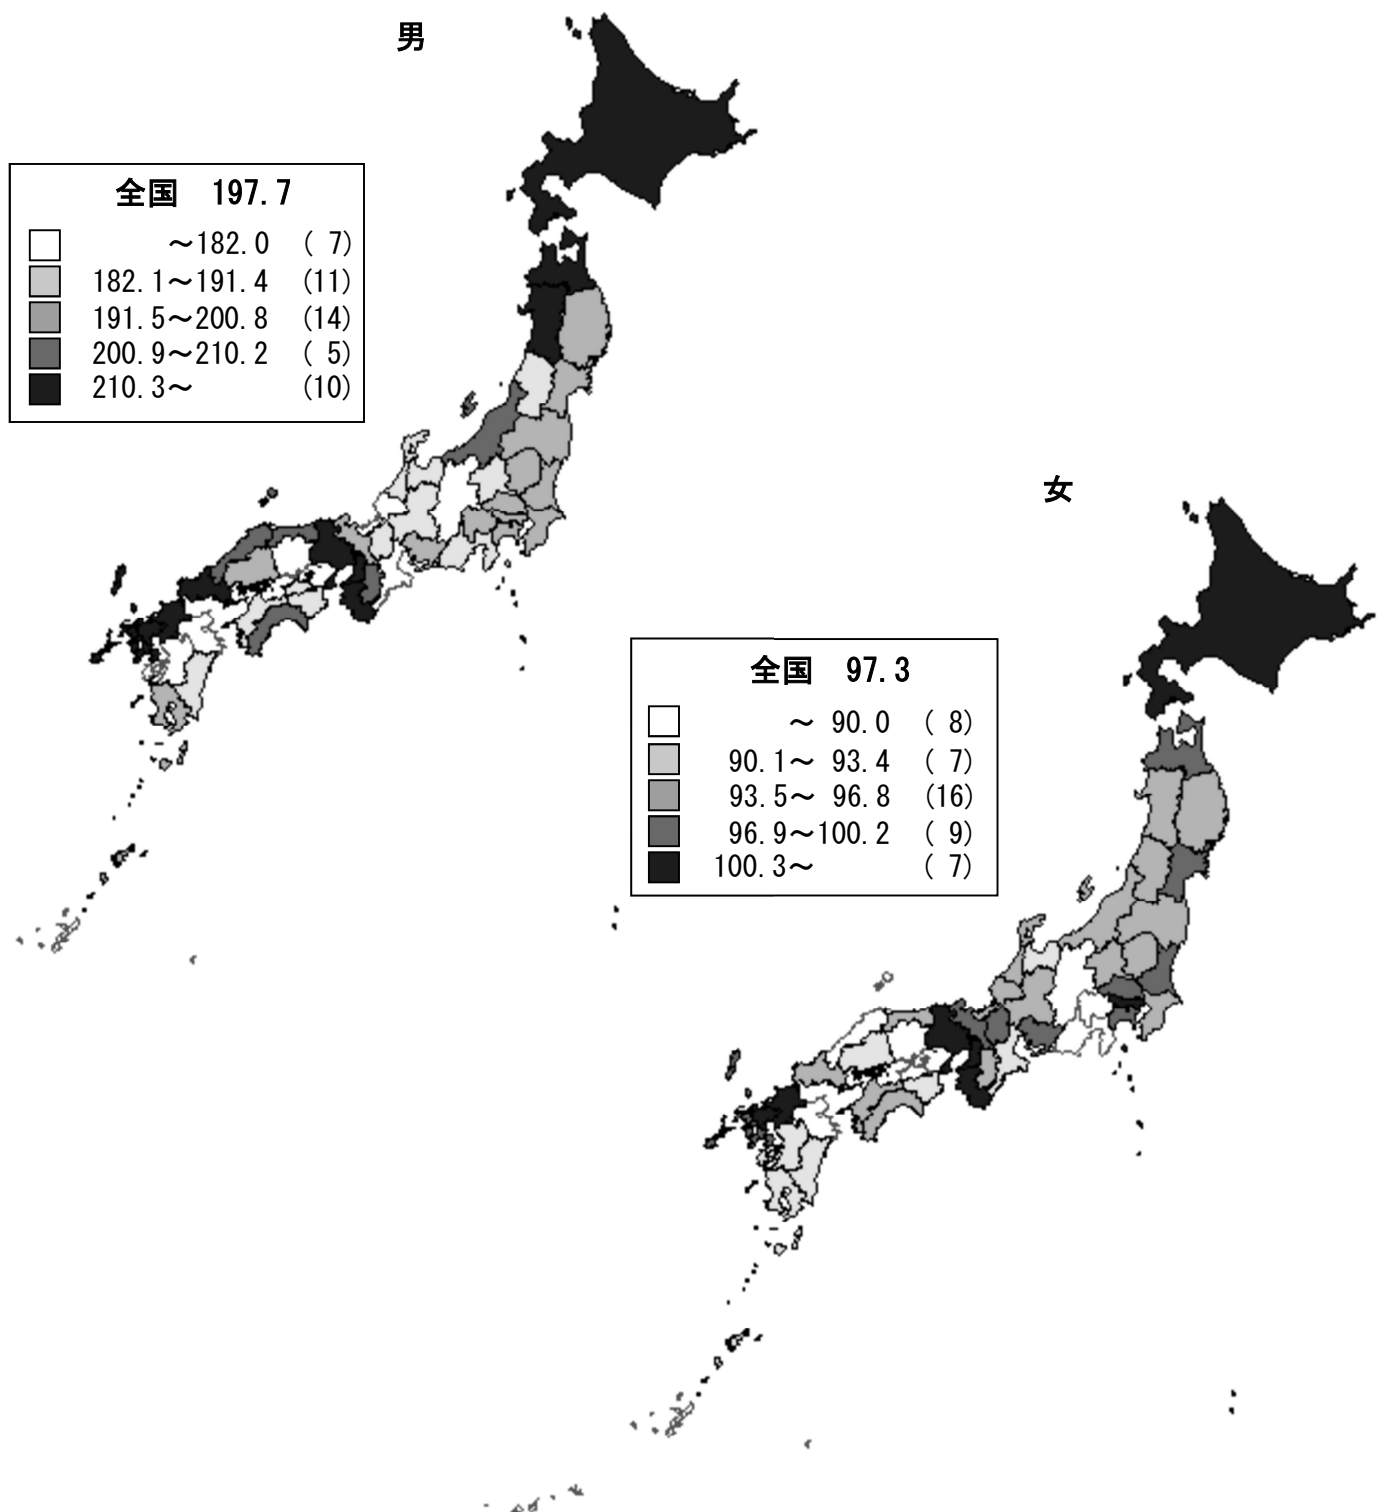 男
全国 197.7
～182.0 ( 7)
182.1～191.4 (11)
191.5～200.8 (14)
200.9～210.2 ( 5)
210.3～ (10)
女
全国 97.3
～ 90.0 ( 8)
90.1～ 93.4 ( 7)
93.5～ 96.8 (16)
96.9～100.2 ( 9)
100.3～ ( 7)